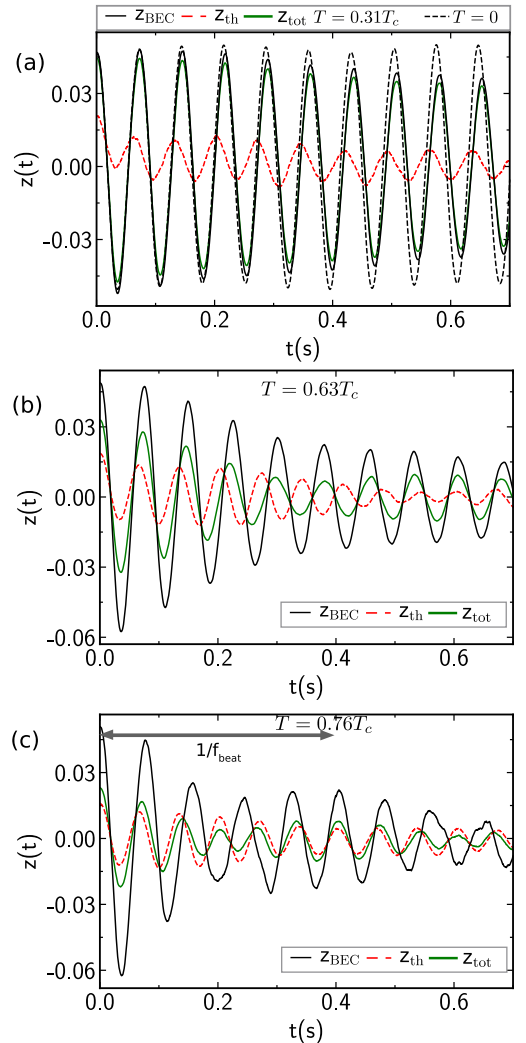 z_BEC z_th z_tot T = 0.31T_c T = 0
(a)
z(t)
0.03
0.00
-0.03
0.0 0.2 0.4 0.6
t(s)
(b)
T = 0.63T_c
z(t)
0.03
0.00
-0.03
-0.06
z_BEC z_th z_tot
0.0 0.2 0.4 0.6
t(s)
(c)
T = 0.76T_c
1/f_beat
z(t)
0.03
0.00
-0.03
-0.06
z_BEC z_th z_tot
0.0 0.2 0.4 0.6
t(s)